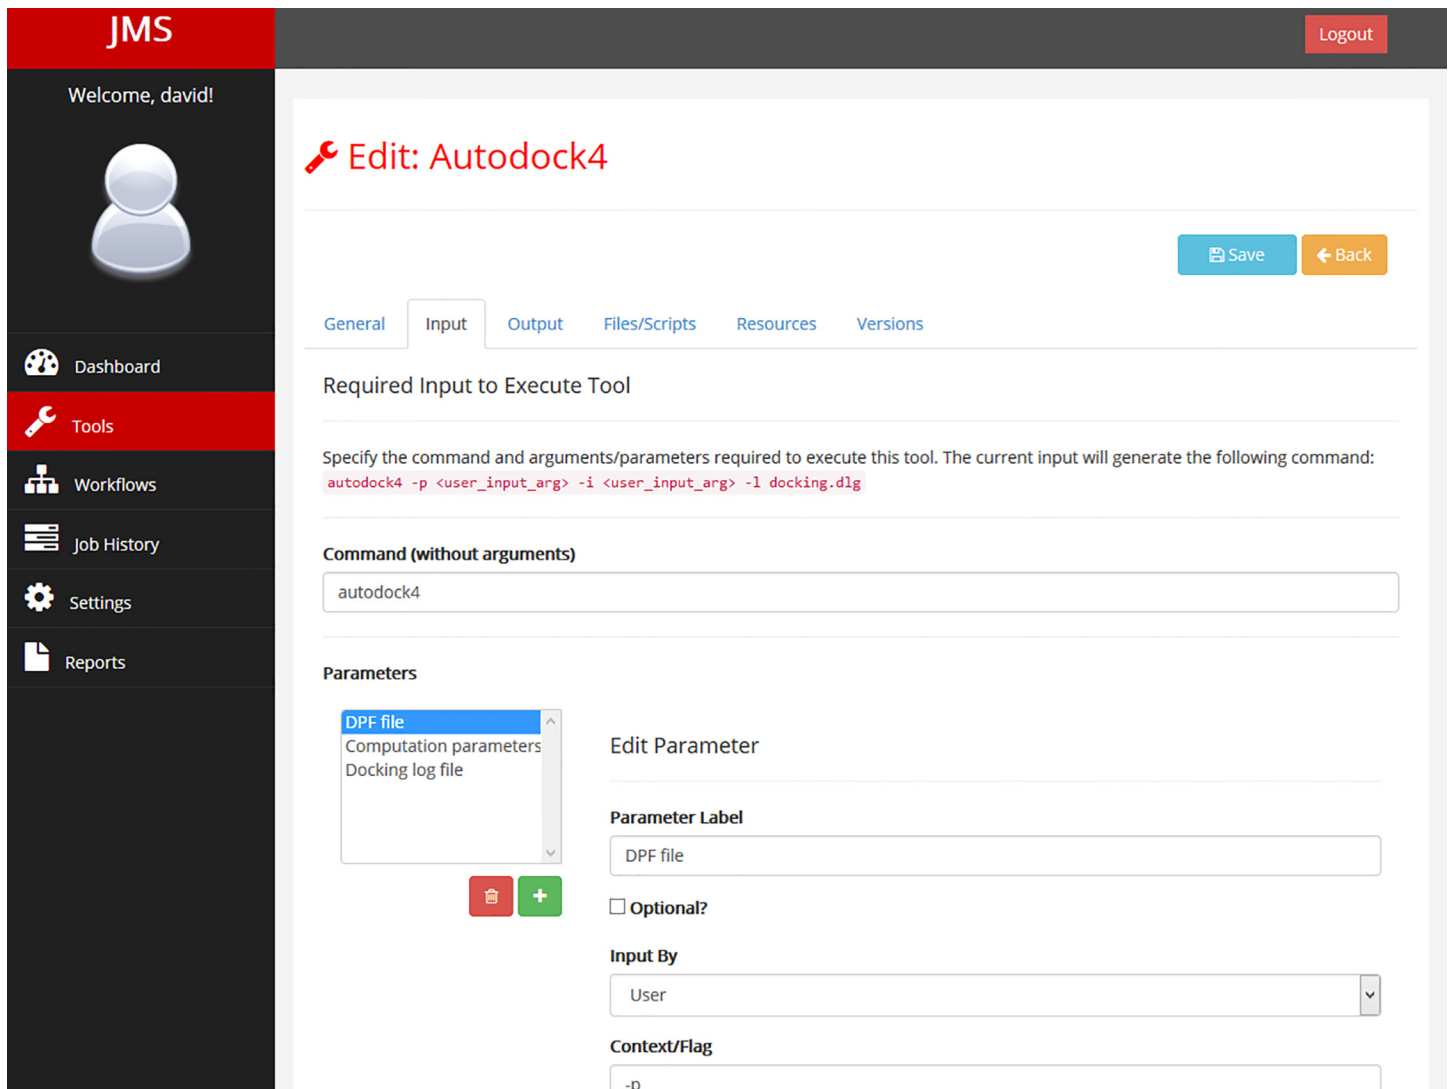 JMS
Logout
Welcome, david!
Edit: Autodock4
Save
Back
General Input Output Files/Scripts Resources Versions
Dashboard
Tools
Workflows
Job History
Settings
Reports
Required Input to Execute Tool
Specify the command and arguments/parameters required to execute this tool. The current input will generate the following command:
autodock4 -p <user_input_arg> -i <user_input_arg> -l docking.dlg
Command (without arguments)
autodock4
Parameters
DPF file
Computation parameters
Docking log file
Edit Parameter
Parameter Label
DPF file
Optional?
Input By
User
Context/Flag
-p